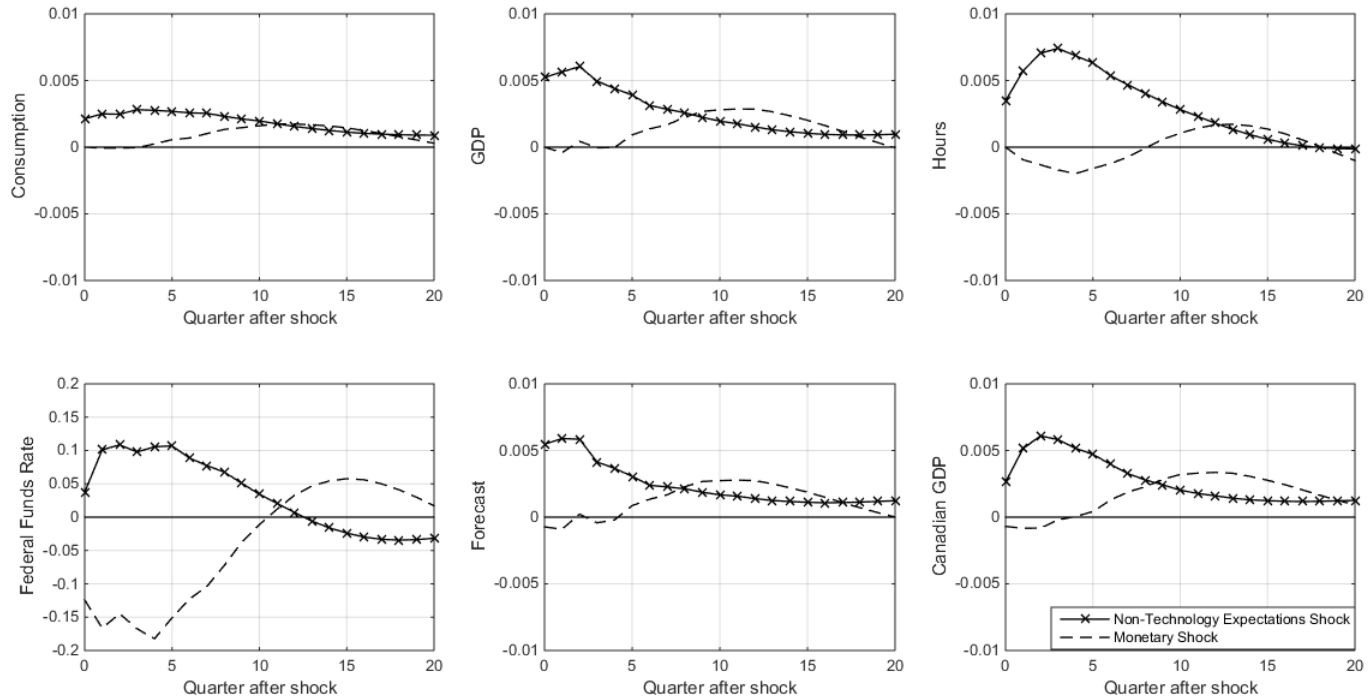 0.01
0.005
0
-0.005
-0.01
Consumption
0 5 10 15 20
Quarter after shock
0.01
0.005
0
-0.005
-0.01
GDP
0 5 10 15 20
Quarter after shock
0.01
0.005
0
-0.005
-0.01
Hours
0 5 10 15 20
Quarter after shock
0.2
0.15
0.1
0.05
0
-0.05
-0.1
-0.15
-0.2
Federal Funds Rate
0 5 10 15 20
Quarter after shock
0.01
0.005
0
-0.005
-0.01
Forecast
0 5 10 15 20
Quarter after shock
0.01
0.005
0
-0.005
-0.01
Canadian GDP
Non-Technology Expectations Shock
Monetary Shock
0 5 10 15 20
Quarter after shock